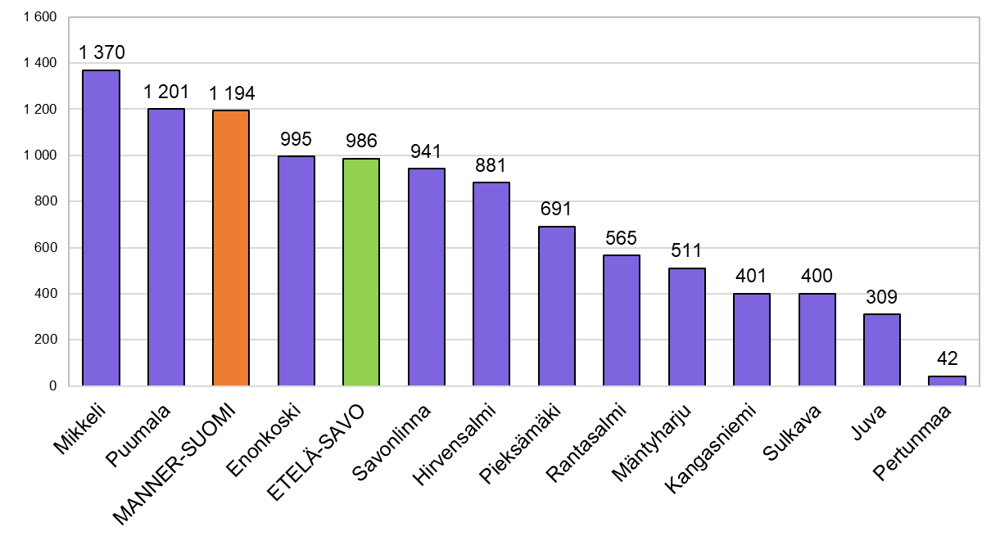 1 600
1 400
1 200
1 000
800
600
400
200
0
1 370
1 201
1 194
995
986
941
881
691
565
511
401
400
309
42
Mikkeli
Puumala
MANNER-SUOMI
Enonkoski
ETELÄ-SAVO
Savonlinna
Hirvensalmi
Pieksämäki
Rantasalmi
Mäntyharju
Kangasniemi
Sulkava
Juva
Pertunmaa